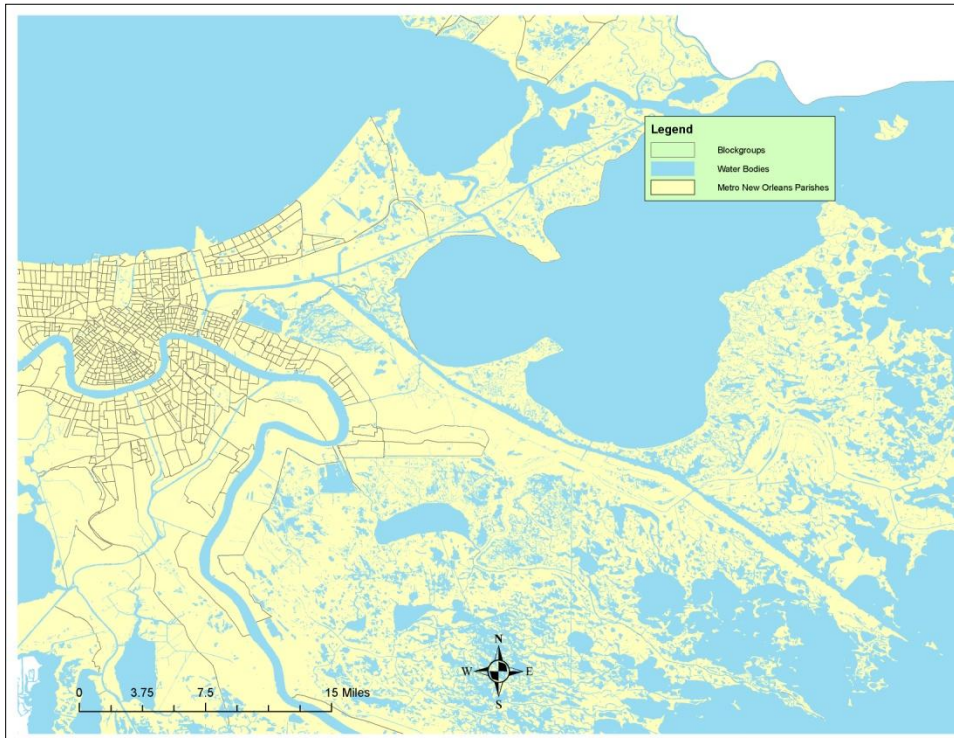 Legend
Blockgroups
Water Bodies
Metro New Orleans Parishes
N
W E
S
0 3.75 7.5 15 Miles